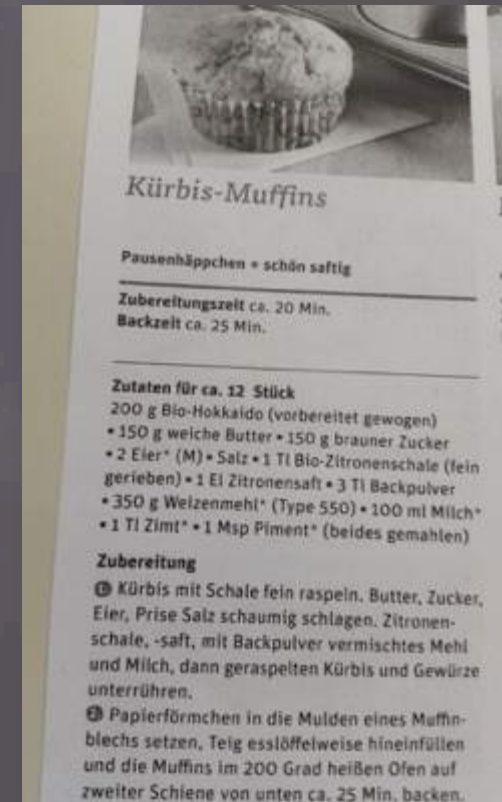 Kürbis-Muffins
Pausenhäppchen • schön saftig
Zubereitungszeit ca. 20 Min.
Backzeit ca. 25 Min.
Zutaten für ca. 12 Stück
200 g Bio-Hokkaido (vorbereitet gewogen)
• 150 g weiche Butter • 150 g brauner Zucker
• 2 Eier* (M) • Salz • 1 Tl Bio-Zitronenschale (fein
gerieben) • 1 El Zitronensaft • 3 Tl Backpulver
• 350 g Weizenmehl* (Type 550) • 100 ml Milch*
• 1 Tl Zimt* • 1 Msp Piment* (beides gemahlen)
Zubereitung
1 Kürbis mit Schale fein raspeln. Butter, Zucker,
Eier, Prise Salz schaumig schlagen. Zitronen-
schale, -saft, mit Backpulver vermischtes Mehl
und Milch, dann geraspelten Kürbis und Gewürze
unterrühren.
2 Papierförmchen in die Mulden eines Muffin-
blechs setzen, Teig esslöffelweise hineinfüllen
und die Muffins im 200 Grad heißen Ofen auf
zweiter Schiene von unten ca. 25 Min. backen.